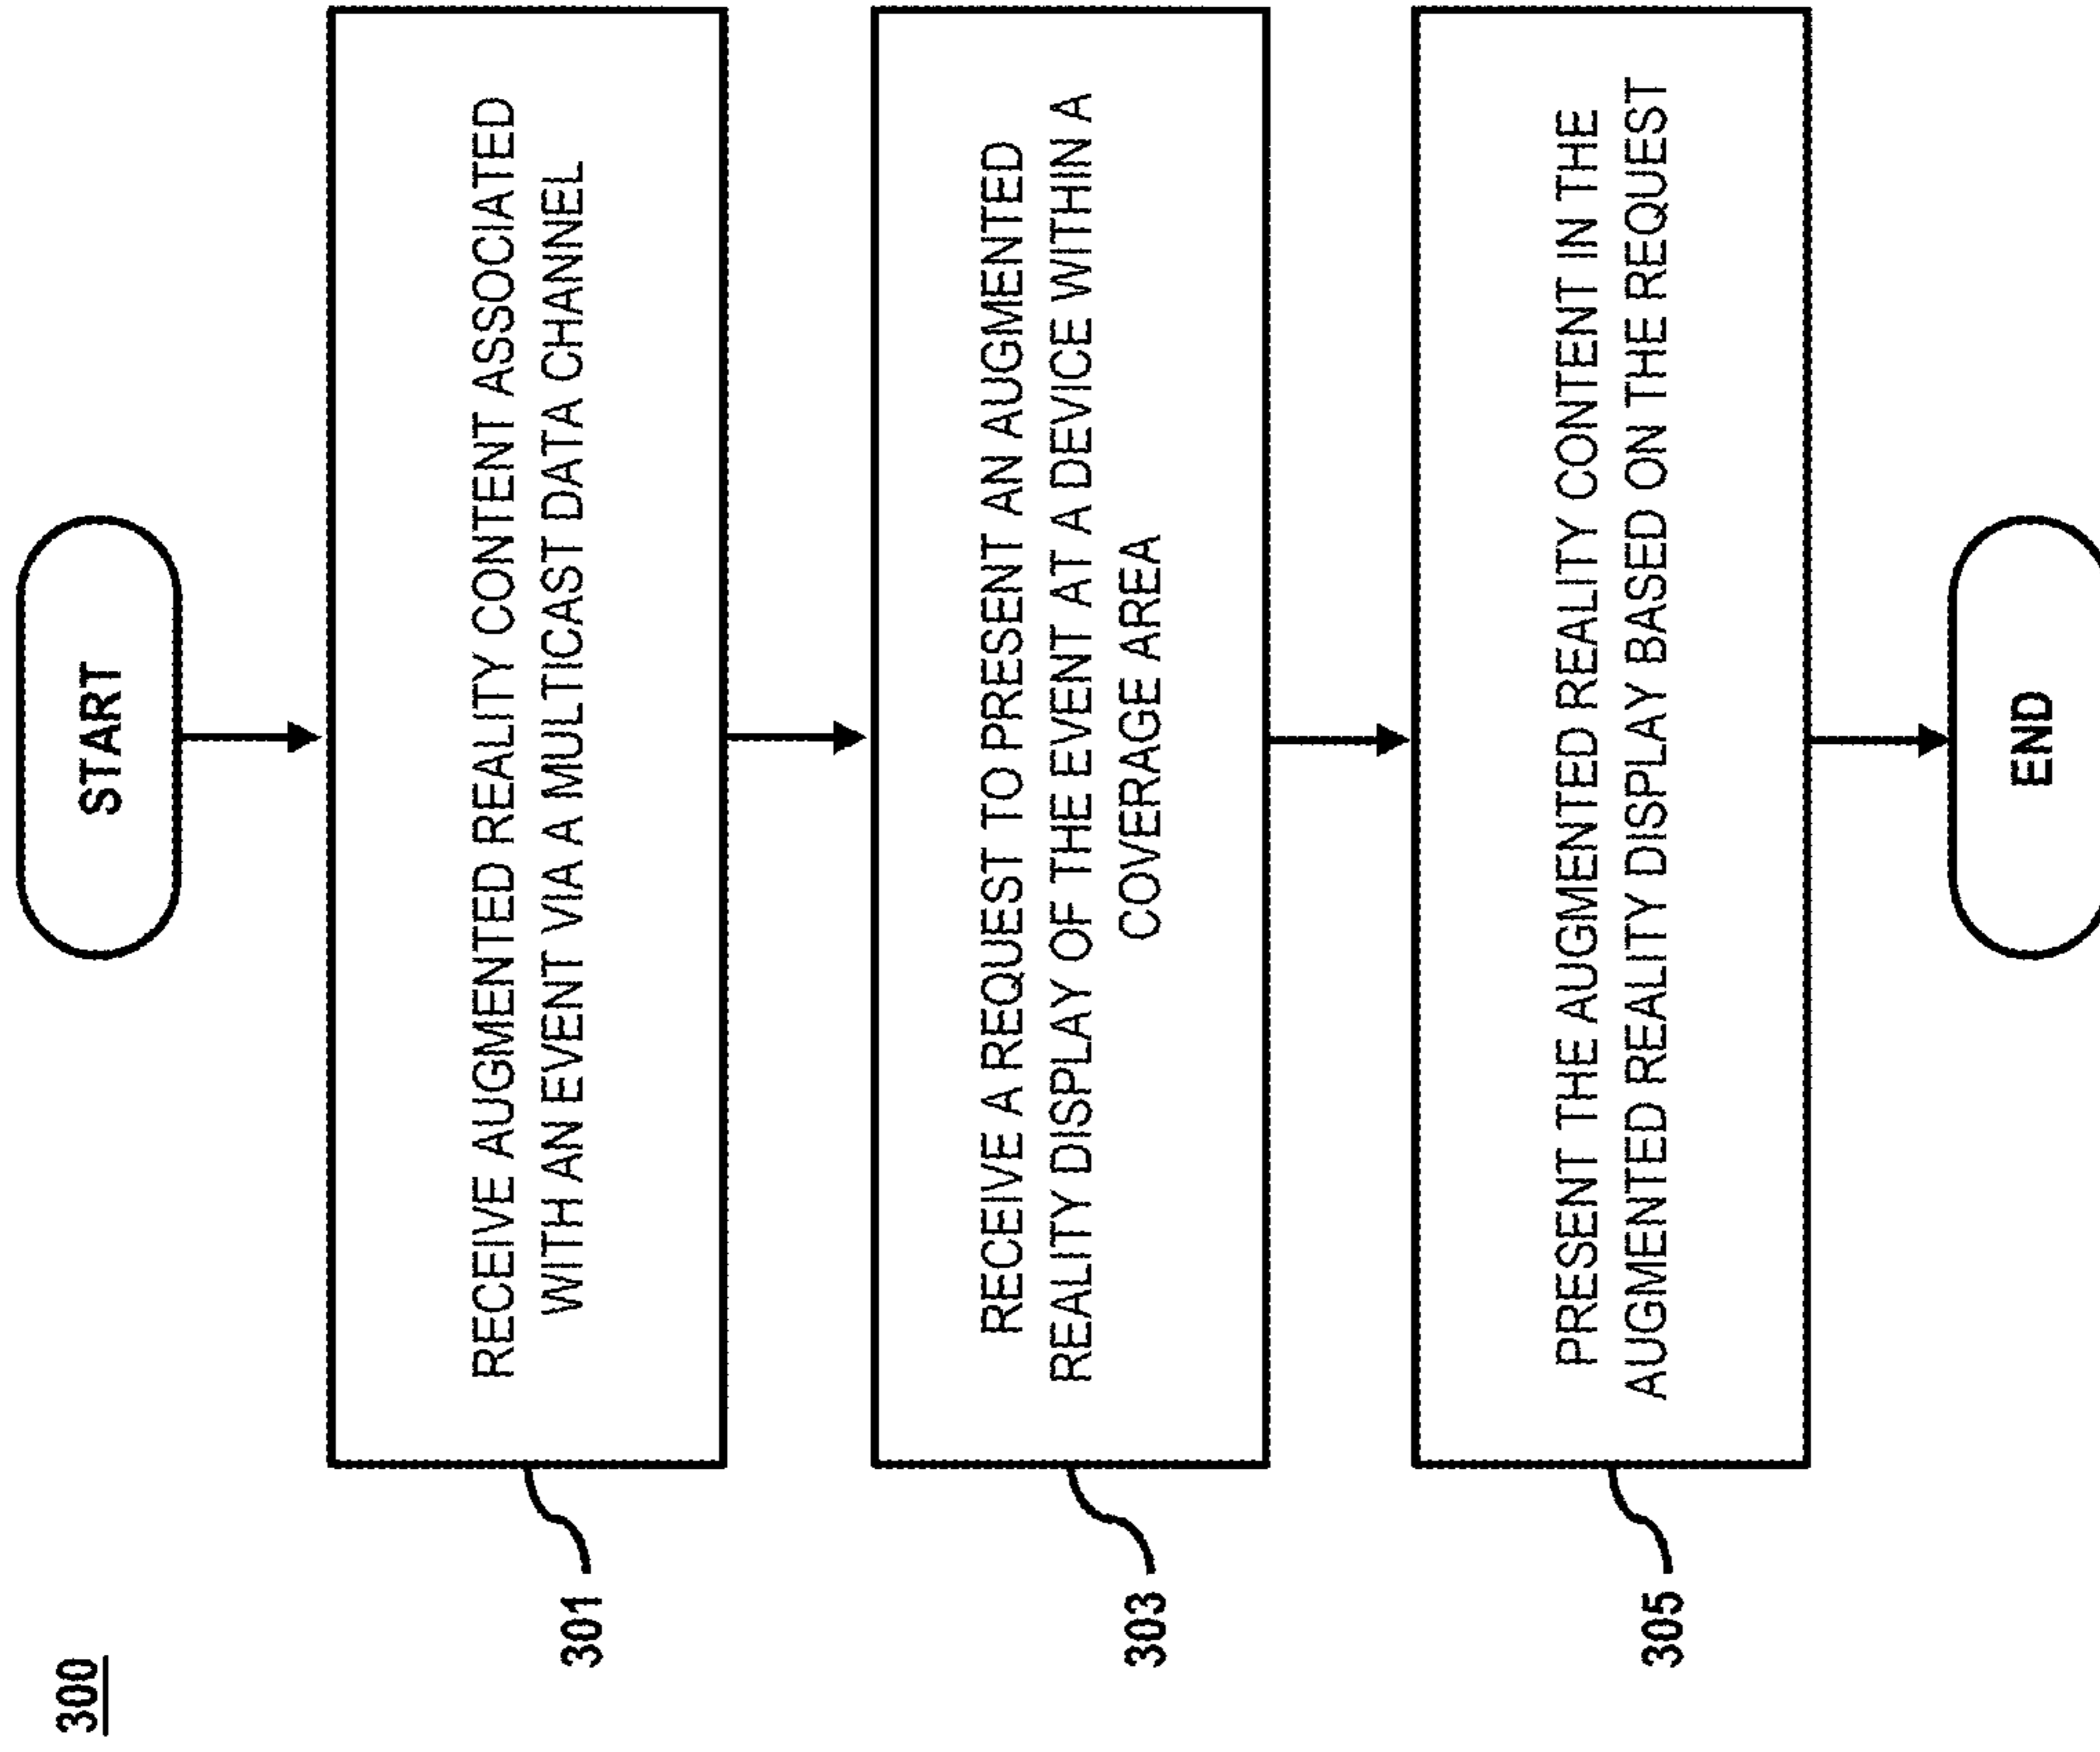 300
START
RECEIVE AUGMENTED REALITY CONTENT ASSOCIATED
WITH AN EVENT VIA A MULTICAST DATA CHANNEL
301
RECEIVE A REQUEST TO PRESENT AN AUGMENTED
REALITY DISPLAY OF THE EVENT AT A DEVICE WITHIN A
COVERAGE AREA
303
PRESENT THE AUGMENTED REALITY CONTENT IN THE
AUGMENTED REALITY DISPLAY BASED ON THE REQUEST
305
END